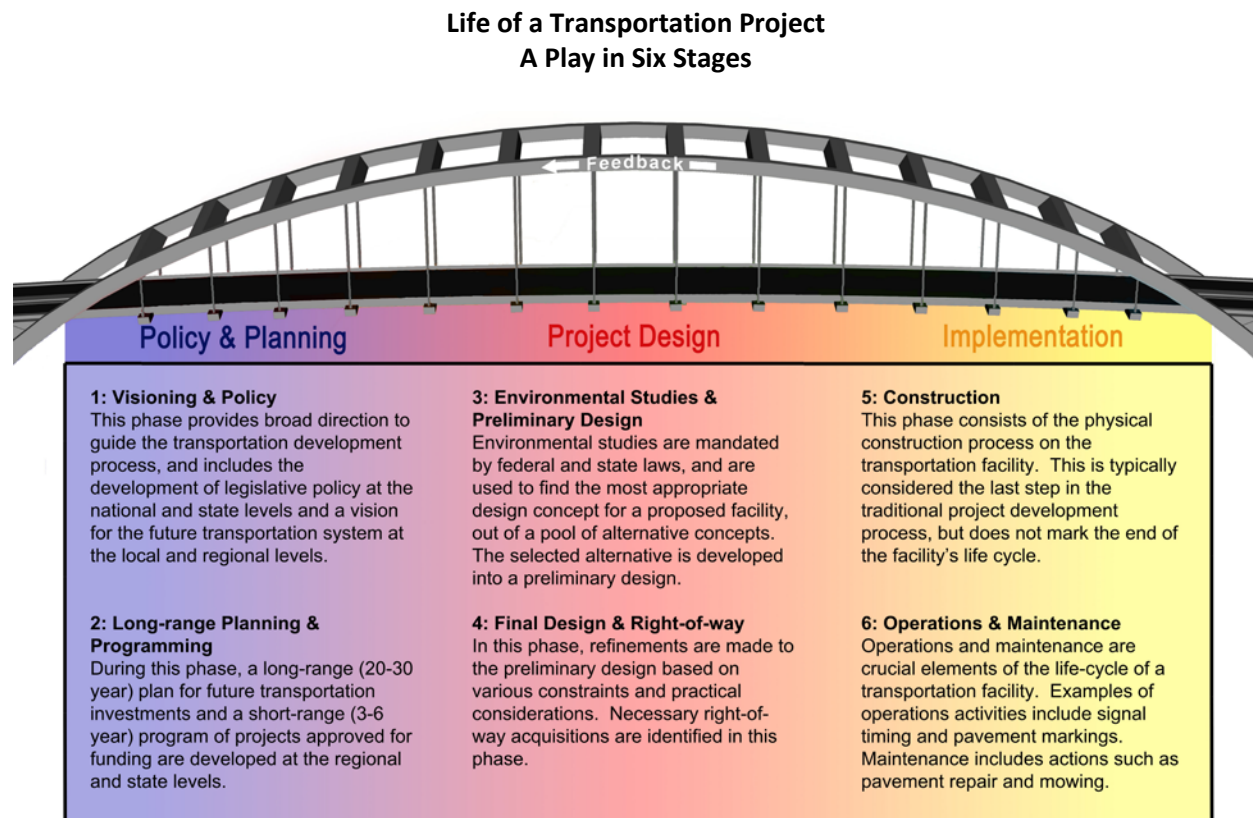 Life of a Transportation Project
A Play in Six Stages
Feedback
Policy & Planning
Project Design
Implementation
1: Visioning & Policy
This phase provides broad direction to
guide the transportation development
process, and includes the
development of legislative policy at the
national and state levels and a vision
for the future transportation system at
the local and regional levels.
2: Long-range Planning &
Programming
During this phase, a long-range (20-30
year) plan for future transportation
investments and a short-range (3-6
year) program of projects approved for
funding are developed at the regional
and state levels.
3: Environmental Studies &
Preliminary Design
Environmental studies are mandated
by federal and state laws, and are
used to find the most appropriate
design concept for a proposed facility,
out of a pool of alternative concepts.
The selected alternative is developed
into a preliminary design.
4: Final Design & Right-of-way
In this phase, refinements are made to
the preliminary design based on
various constraints and practical
considerations.  Necessary right-of-
way acquisitions are identified in this
phase.
5: Construction
This phase consists of the physical
construction process on the
transportation facility.  This is typically
considered the last step in the
traditional project development
process, but does not mark the end of
the facility's life cycle.
6: Operations & Maintenance
Operations and maintenance are
crucial elements of the life-cycle of a
transportation facility.  Examples of
operations activities include signal
timing and pavement markings.
Maintenance includes actions such as
pavement repair and mowing.